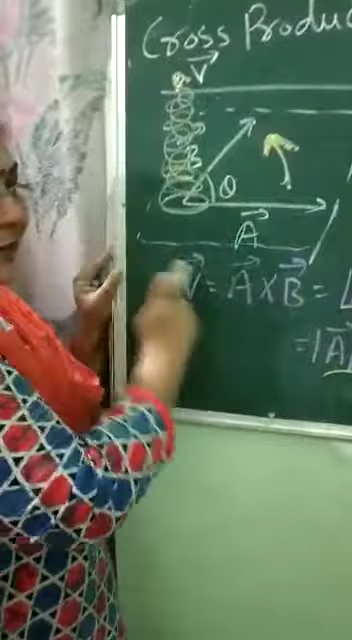 Cross Produc
V⃗
B
θ
A⃗
V⃗ = A⃗ × B⃗ =
= |A⃗